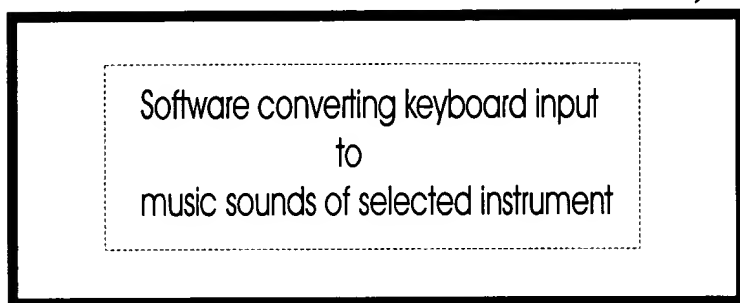 Software converting keyboard input
to
music sounds of selected instrument